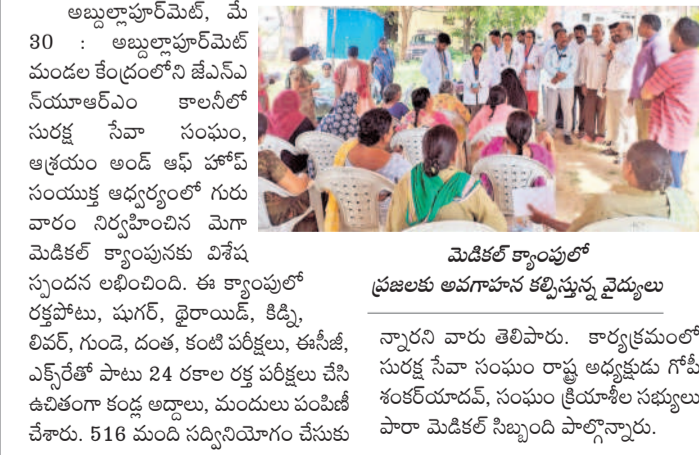 అబ్దుల్లాపూర్‌మెట్, మే
30 : అబ్దుల్లాపూర్‌మెట్
మండల కేంద్రంలోని జేఎన్ఎ
న్‌యూఆర్ఎం కాలనీలో
సురక్ష సేవా సంఘం,
ఆశ్రయం అండ్ ఆఫ్ హోప్
సంయుక్త ఆధ్వర్యంలో గురు
వారం నిర్వహించిన మెగా
మెడికల్ క్యాంపునకు విశేష
స్పందన లభించింది. ఈ క్యాంపులో
రక్తపోటు, షుగర్, థైరాయిడ్, కిడ్ని,
లివర్, గుండె, దంత, కంటి పరీక్షలు, ఈసీజీ,
ఎక్స్‌రేతో పాటు 24 రకాల రక్త పరీక్షలు చేసి
ఉచితంగా కండ్ల అద్దాలు, మందులు పంపిణీ
చేశారు. 516 మంది సద్వినియోగం చేసుకు
మెడికల్ క్యాంపులో
ప్రజలకు అవగాహన కల్పిస్తున్న వైద్యులు
న్నారని వారు తెలిపారు. కార్యక్రమంలో
సురక్ష సేవా సంఘం రాష్ట్ర అధ్యక్షుడు గోపీ
శంకర్‌యాదవ్, సంఘం క్రియాశీల సభ్యులు
పారా మెడికల్ సిబ్బంది పాల్గొన్నారు.